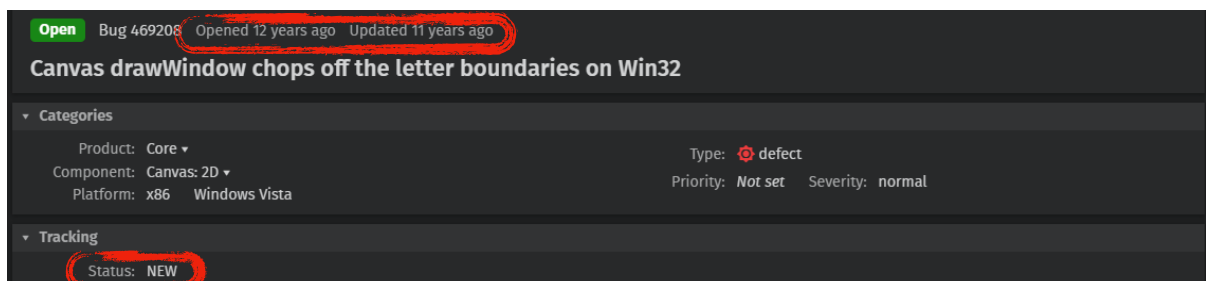 Open Bug 469208 Opened 12 years ago Updated 11 years ago
Canvas drawWindow chops off the letter boundaries on Win32
Categories
Product: Core
Type: defect
Component: Canvas: 2D
Priority: Not set Severity: normal
Platform: x86 Windows Vista
Tracking
Status: NEW